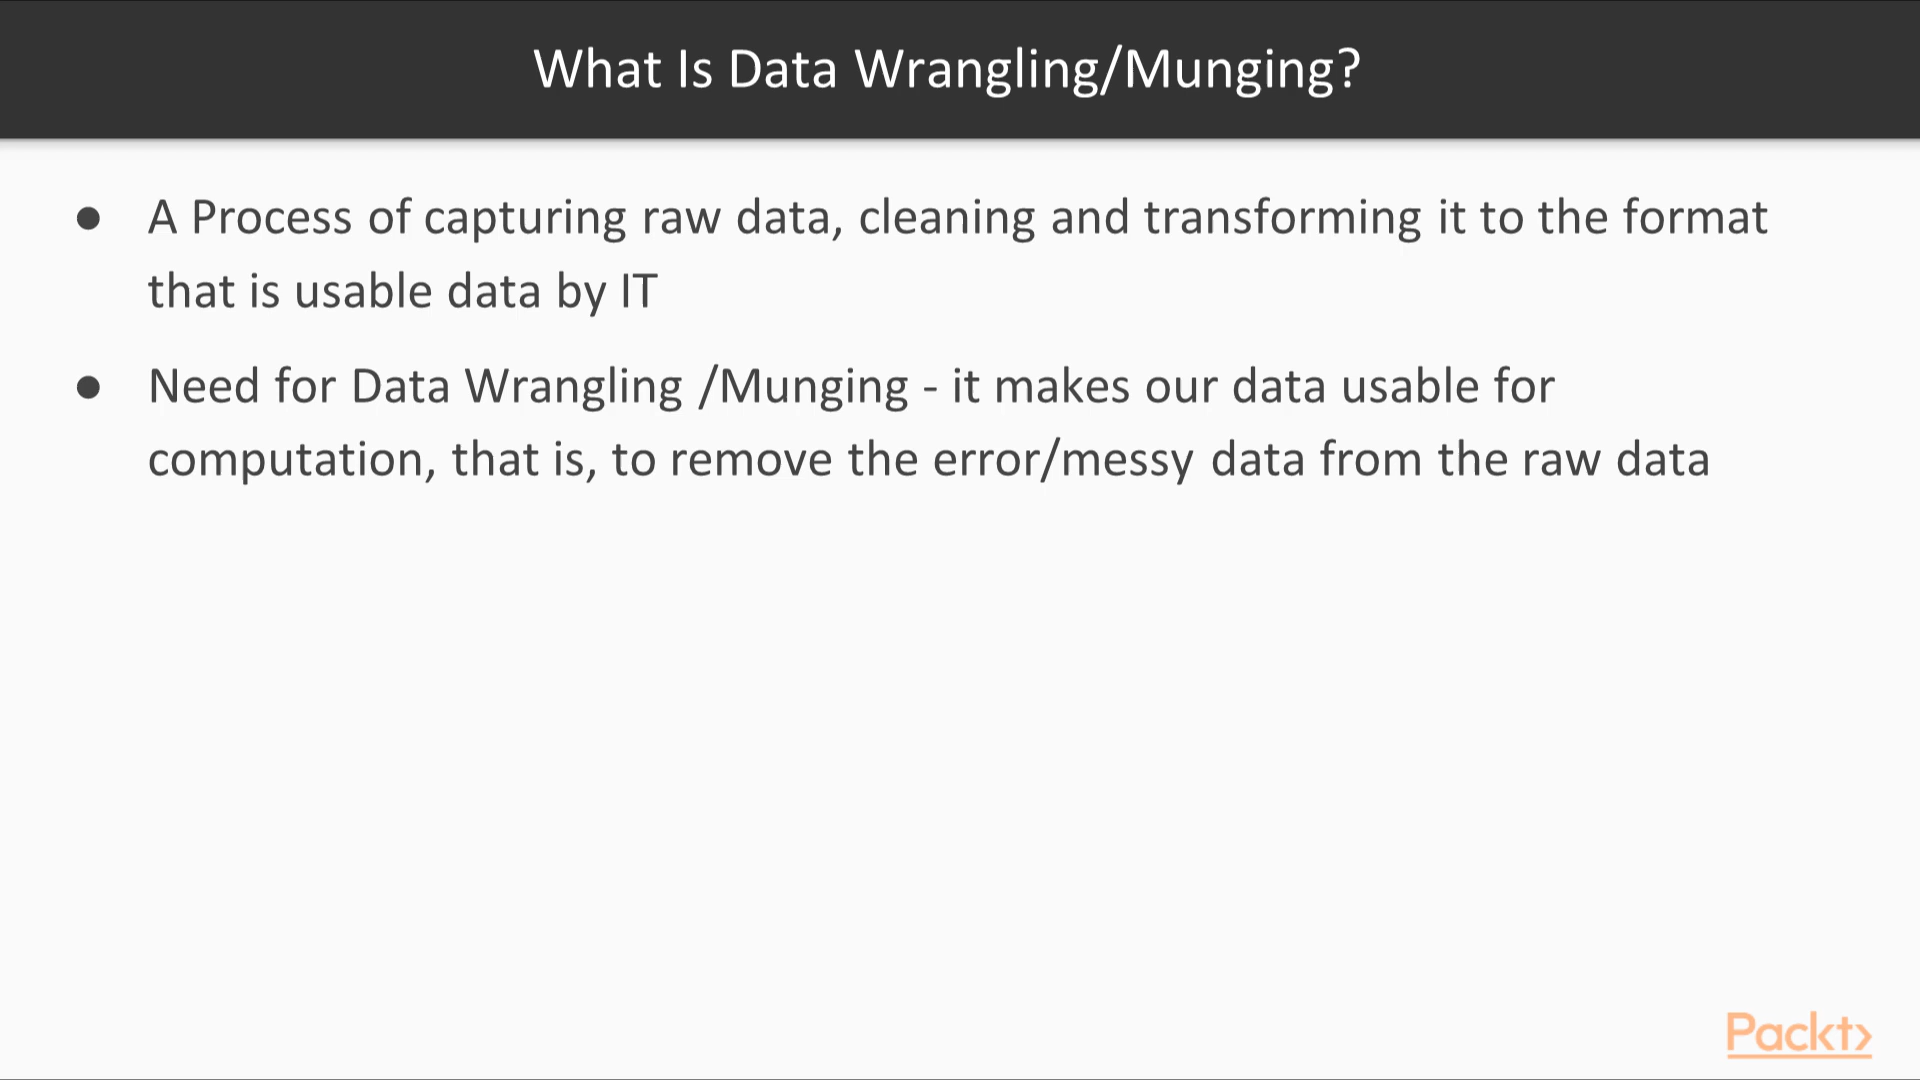 What Is Data Wrangling/Munging?
● A Process of capturing raw data, cleaning and transforming it to the format
that is usable data by IT
● Need for Data Wrangling /Munging - it makes our data usable for
computation, that is, to remove the error/messy data from the raw data
Packt>